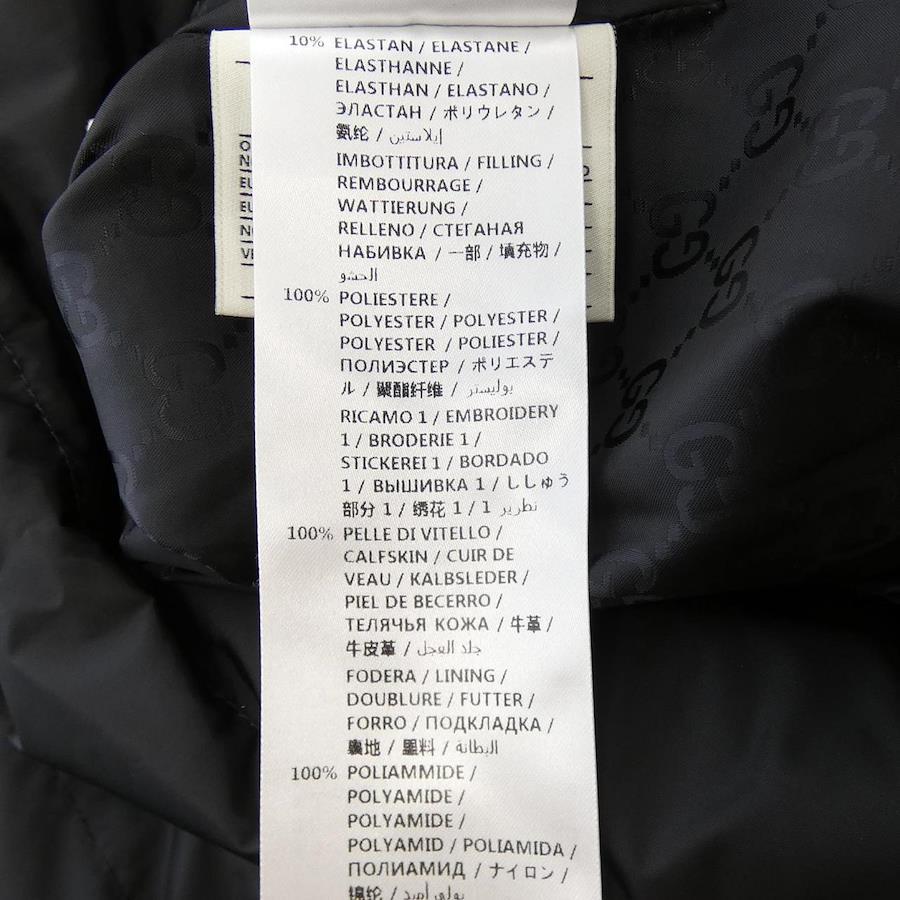 10% ELASTAN / ELASTANE /
ELASTHANNE /
ELASTHAN / ELASTANO /
ЭЛАСТАН / ポリウレタン /
氨纶 / إيلاستين
IMBOTTITURA / FILLING /
REMBOURRAGE /
WATTIERUNG /
RELLENO / СТЕГАНАЯ
НАБИВКА / 一部 / 填充物 /
الحشو
100% POLIESTERE /
POLYESTER / POLYESTER /
POLYESTER / POLIESTER /
ПОЛИЭСТЕР / ポリエステ
ル / 聚酯纤维 / بوليستر
RICAMO 1 / EMBROIDERY
1 / BRODERIE 1 /
STICKEREI 1 / BORDADO
1 / ВЫШИВКА 1 / ししゅう
部分 1 / 绣花 1 / 1 تطريز
100% PELLE DI VITELLO /
CALFSKIN / CUIR DE
VEAU / KALBSLEDER /
PIEL DE BECERRO /
ТЕЛЯЧЬЯ КОЖА / 牛革 /
牛皮革 / جلد العجل
FODERA / LINING /
DOUBLURE / FUTTER /
FORRO / ПОДКЛАДКА /
裏地 / 里料 / البطانة
100% POLIAMMIDE /
POLYAMIDE /
POLYAMIDE /
POLYAMID / POLIAMIDA /
ПОЛИАМИД / ナイロン /
锦纶 / بولي أميد